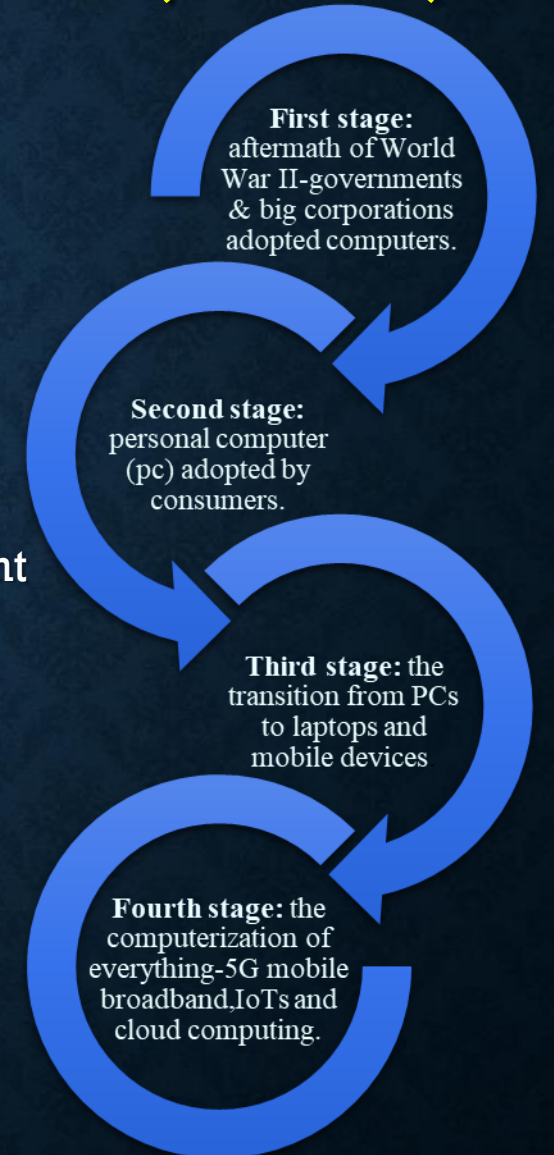 First stage:
aftermath of World
War II-governments
& big corporations
adopted computers.
Second stage:
personal computer
(pc) adopted by
consumers.
nt
Third stage: the
transition from PCs
to laptops and
mobile devices
Fourth stage: the
computerization of
everything-5G mobile
broadband,IoTs and
cloud computing.